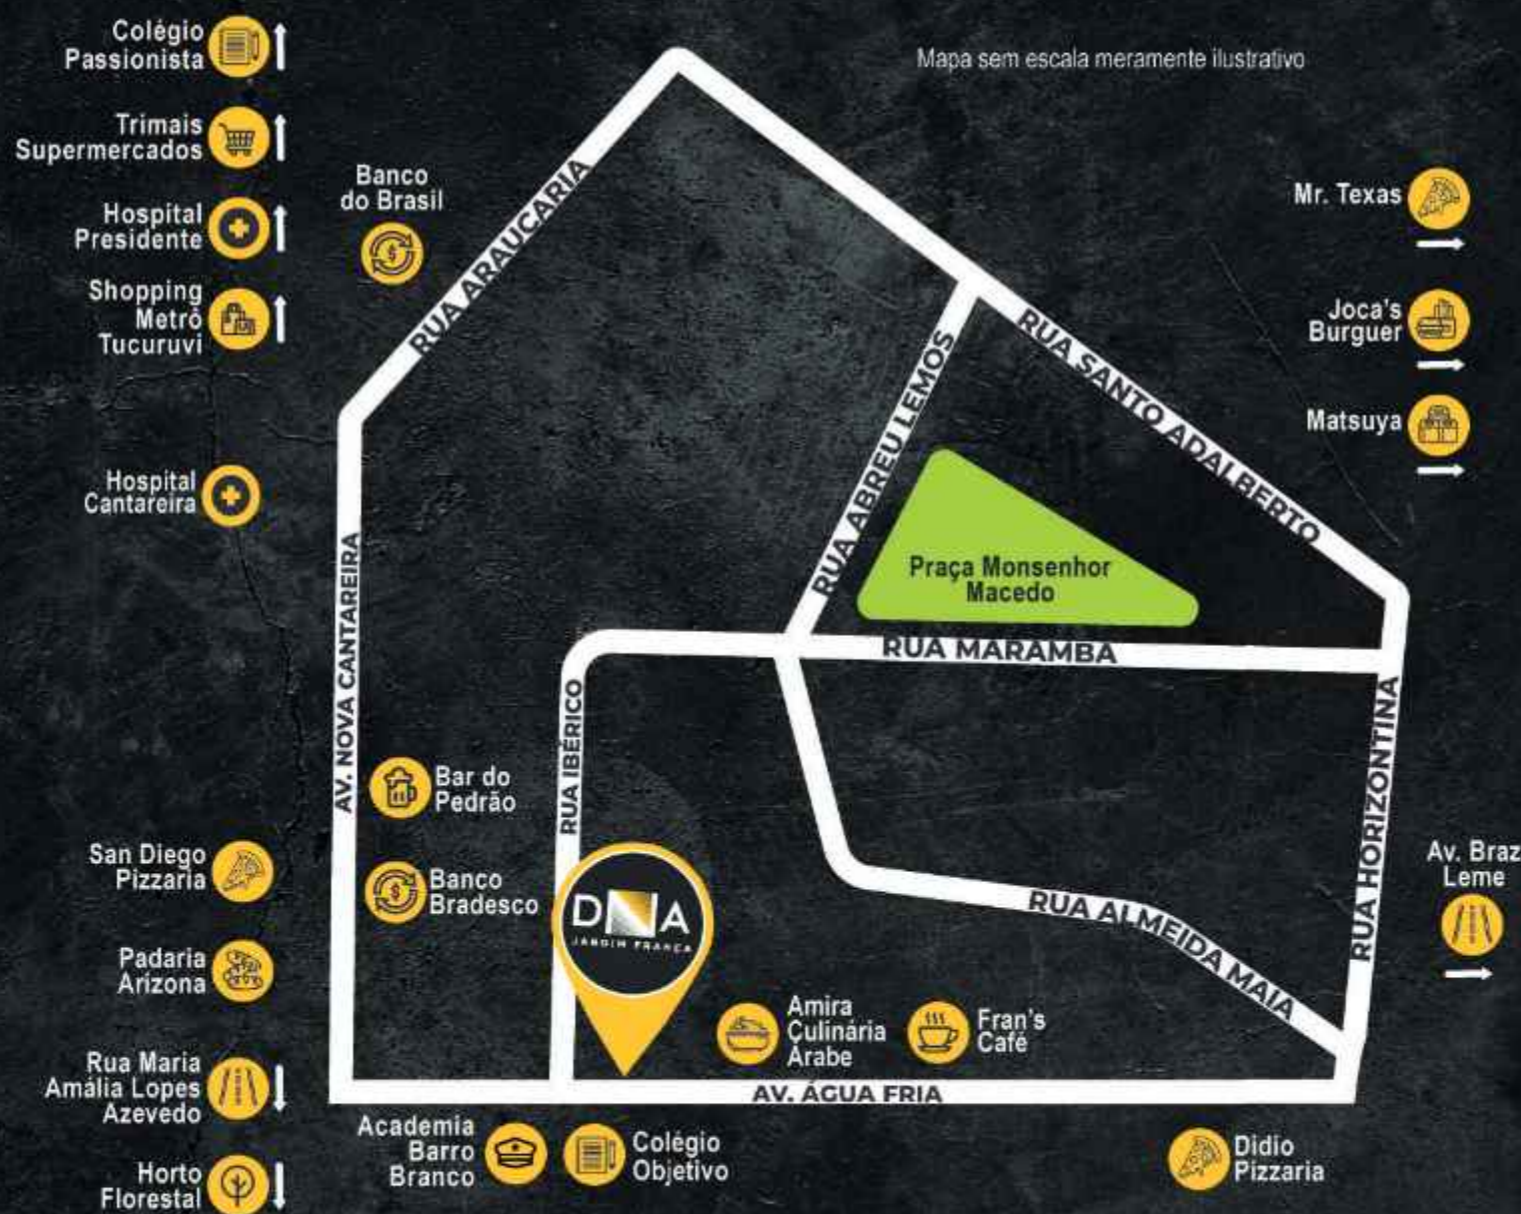 Colégio
Passionista
Mapa sem escala meramente ilustrativo
Trimais
Supermercados
Banco
do Brasil
Mr. Texas
Hospital
Presidente
RUA ARAUCARIA
Shopping
Metrô
Tucuruvi
Joca's
Burguer
RUA SANTO ADALBERTO
RUA ABREU LEMOS
Matsuya
Hospital
Cantareira
Praça Monsenhor
Macedo
AV. NOVA CANTAREIRA
RUA MARAMBA
RUA IBÉRICO
RUA HORIZONTINA
Bar do
Pedrão
San Diego
Pizzaria
Banco
Bradesco
DNA
JARDIM FRANÇA
Av. Braz
Leme
RUA ALMEIDA MAIA
Padaria
Arizona
Amira
Culinária
Árabe
Fran's
Café
Rua Maria
Amália Lopes
Azevedo
AV. ÁGUA FRIA
Academia
Barro
Branco
Colégio
Objetivo
Didio
Pizzaria
Horto
Florestal